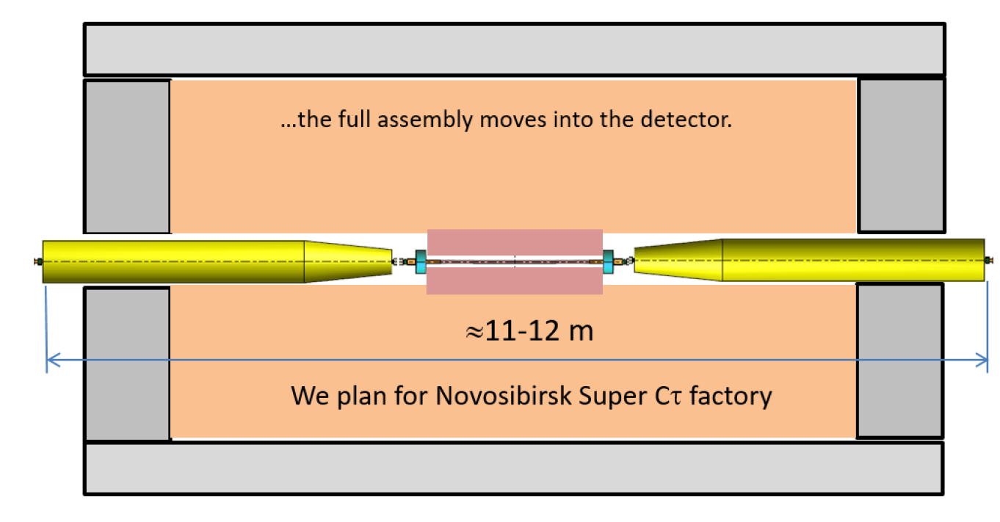 ...the full assembly moves into the detector.
≈11-12 m
We plan for Novosibirsk Super Cτ factory